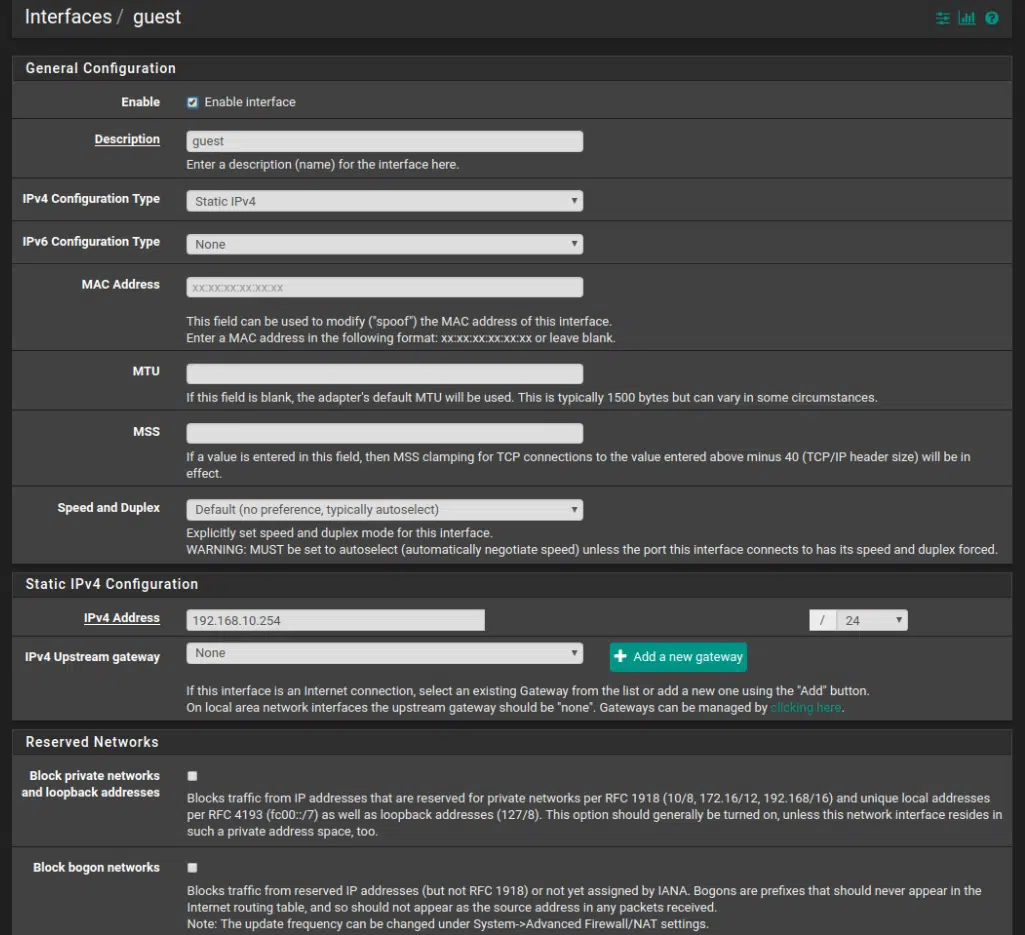 Interfaces / guest
General Configuration
Enable
Enable interface
Description
guest
Enter a description (name) for the interface here.
IPv4 Configuration Type
Static IPv4
IPv6 Configuration Type
None
MAC Address
xx:xx:xx:xx:xx:xx
This field can be used to modify ("spoof") the MAC address of this interface.
Enter a MAC address in the following format: xx:xx:xx:xx:xx:xx or leave blank.
MTU
If this field is blank, the adapter's default MTU will be used. This is typically 1500 bytes but can vary in some circumstances.
MSS
If a value is entered in this field, then MSS clamping for TCP connections to the value entered above minus 40 (TCP/IP header size) will be in
effect.
Speed and Duplex
Default (no preference, typically autoselect)
Explicitly set speed and duplex mode for this interface.
WARNING: MUST be set to autoselect (automatically negotiate speed) unless the port this interface connects to has its speed and duplex forced.
Static IPv4 Configuration
IPv4 Address
192.168.10.254
/ 24
IPv4 Upstream gateway
None
Add a new gateway
If this interface is an Internet connection, select an existing Gateway from the list or add a new one using the "Add" button.
On local area network interfaces the upstream gateway should be "none". Gateways can be managed by clicking here.
Reserved Networks
Block private networks
and loopback addresses
Blocks traffic from IP addresses that are reserved for private networks per RFC 1918 (10/8, 172.16/12, 192.168/16) and unique local addresses
per RFC 4193 (fc00::/7) as well as loopback addresses (127/8). This option should generally be turned on, unless this network interface resides in
such a private address space, too.
Block bogon networks
Blocks traffic from reserved IP addresses (but not RFC 1918) or not yet assigned by IANA. Bogons are prefixes that should never appear in the
Internet routing table, and so should not appear as the source address in any packets received.
Note: The update frequency can be changed under System->Advanced Firewall/NAT settings.